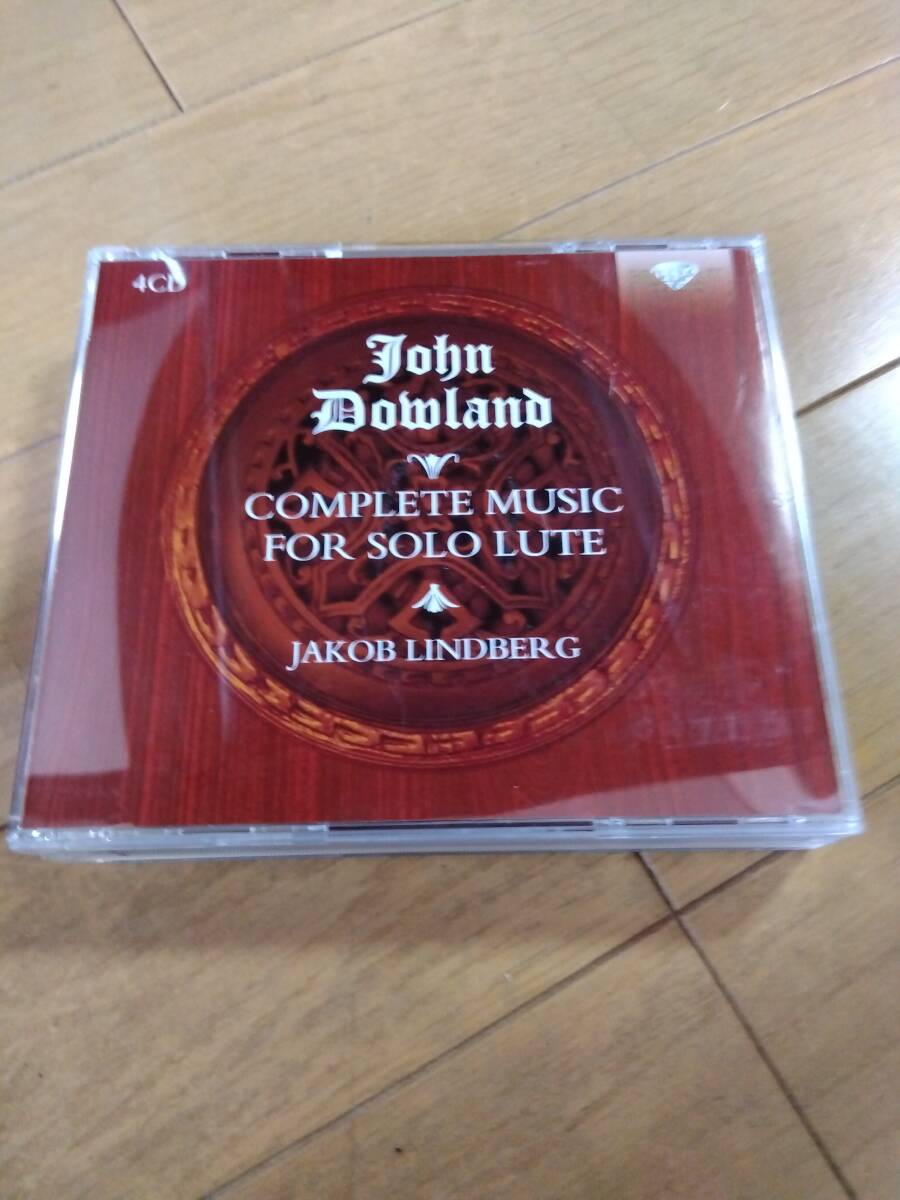 4CD
John
Dowland
COMPLETE MUSIC
FOR SOLO LUTE
JAKOB LINDBERG